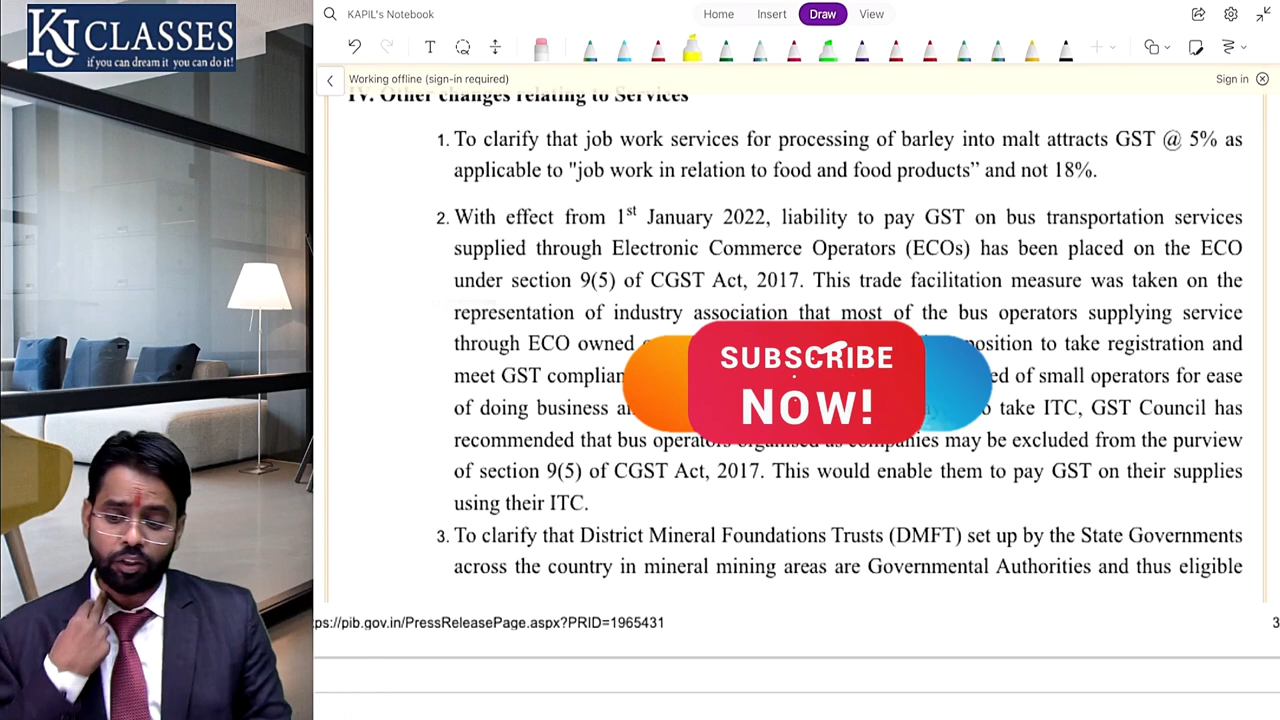 KJ CLASSES
if you can dream it you can do it!
KAPIL's Notebook
Home Insert Draw View
Working offline (sign-in required)
Sign in
IV. Other changes relating to Services
1. To clarify that job work services for processing of barley into malt attracts GST @ 5% as
applicable to "job work in relation to food and food products” and not 18%.
2. With effect from 1st January 2022, liability to pay GST on bus transportation services
supplied through Electronic Commerce Operators (ECOs) has been placed on the ECO
under section 9(5) of CGST Act, 2017. This trade facilitation measure was taken on the
representation of industry association that most of the bus operators supplying service
through ECO owned position to take registration and
meet GST complian ed of small operators for ease
of doing business to take ITC, GST Council has
recommended that bus operators organised as companies may be excluded from the purview
of section 9(5) of CGST Act, 2017. This would enable them to pay GST on their supplies
using their ITC.
SUBSCRIBE
NOW!
3. To clarify that District Mineral Foundations Trusts (DMFT) set up by the State Governments
across the country in mineral mining areas are Governmental Authorities and thus eligible
ps://pib.gov.in/PressReleasePage.aspx?PRID=1965431
3